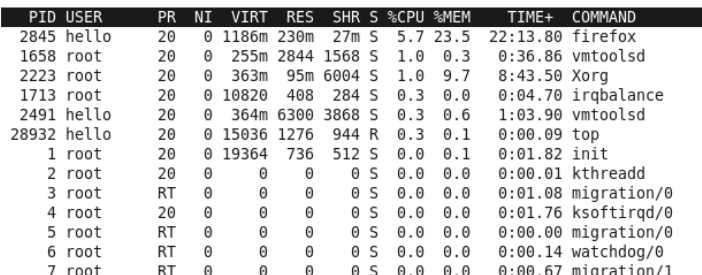 PID USER PR NI VIRT RES SHR S %CPU %MEM TIME+ COMMAND
2845 hello 20 0 1186m 230m 27m S 5.7 23.5 22:13.80 firefox
1658 root 20 0 255m 2844 1568 S 1.0 0.3 0:36.86 vmtoolsd
2223 root 20 0 363m 95m 6004 S 1.0 9.7 8:43.50 Xorg
1713 root 20 0 10820 408 284 S 0.3 0.0 0:04.70 irqbalance
2491 hello 20 0 364m 6300 3868 S 0.3 0.6 1:03.90 vmtoolsd
28932 hello 20 0 15036 1276 944 R 0.3 0.1 0:00.09 top
1 root 20 0 19364 736 512 S 0.0 0.1 0:01.82 init
2 root 20 0 0 0 0 S 0.0 0.0 0:00.01 kthreadd
3 root RT 0 0 0 0 S 0.0 0.0 0:01.08 migration/0
4 root 20 0 0 0 0 S 0.0 0.0 0:01.76 ksoftirqd/0
5 root RT 0 0 0 0 S 0.0 0.0 0:00.00 migration/0
6 root RT 0 0 0 0 S 0.0 0.0 0:00.14 watchdog/0
7 root RT 0 0 0 0 S 0.0 0.0 0:00.67 migration/1